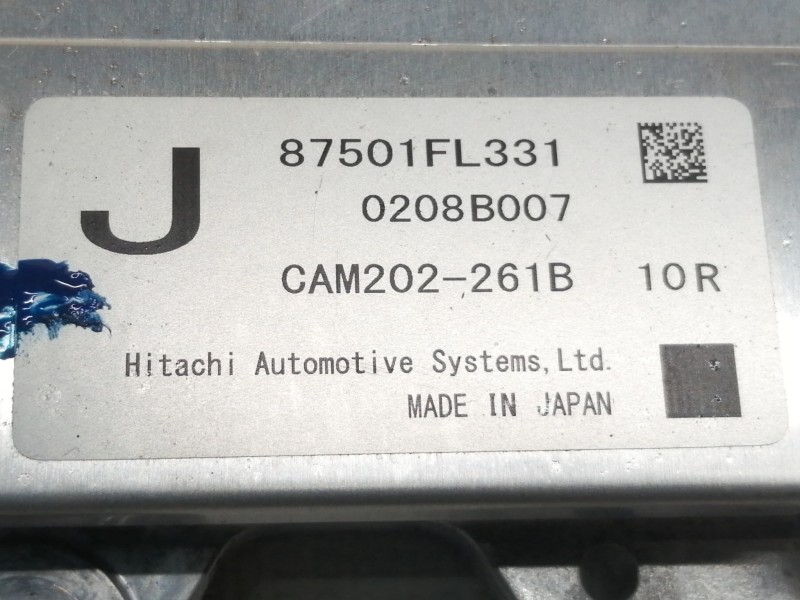 J
87501FL331
0208B007
CAM202-261B 10R
Hitachi Automotive Systems, Ltd.
MADE IN JAPAN